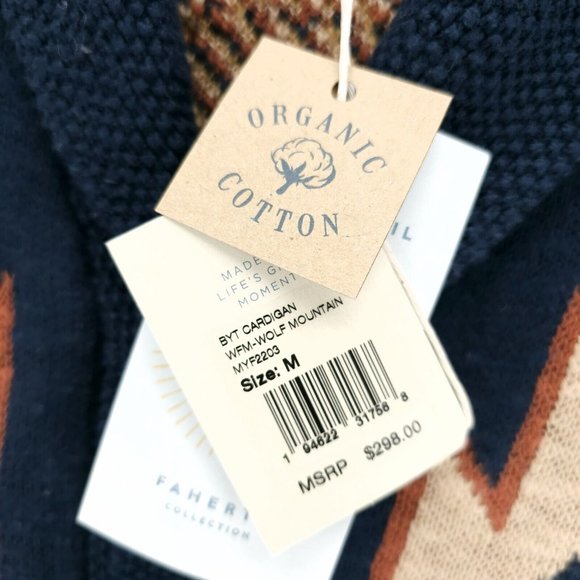 ORGANIC
COTTON
MADE
LIFE'S G
MOMENT
BYT CARDIGAN
WFM-WOLF MOUNTAIN
MYF2203
Size: M
1 94622 31756 8
MSRP $298.00
FAHERT
COLLECTION